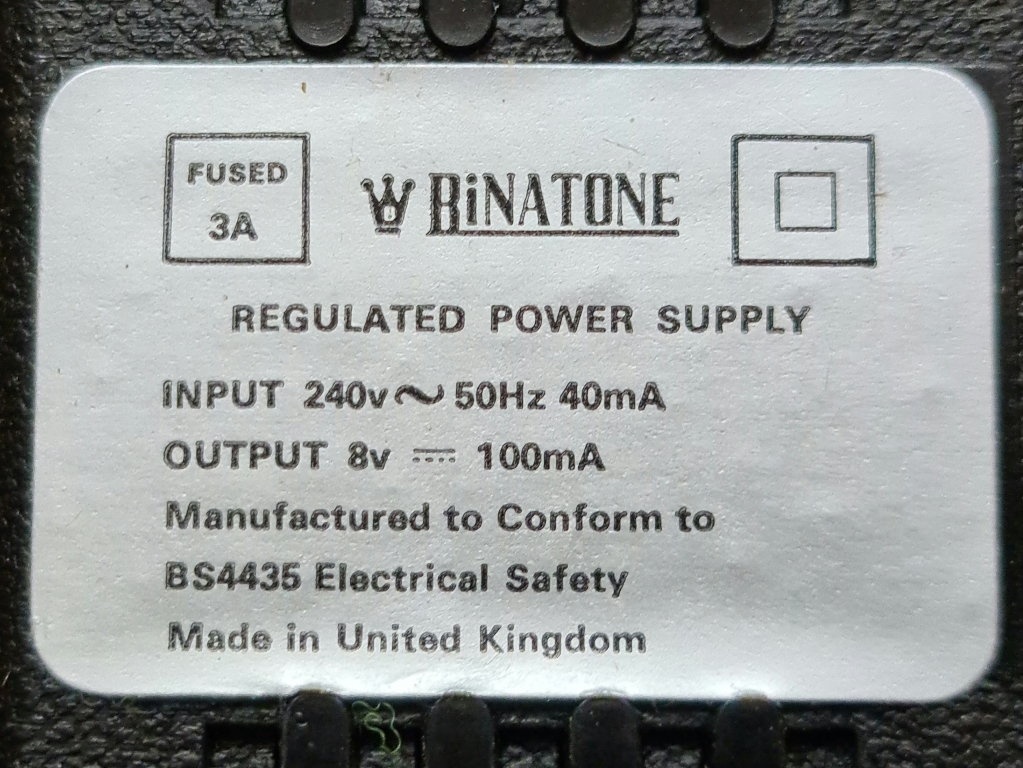 FUSED
3A
BiNATONE
REGULATED POWER SUPPLY
INPUT 240v ~ 50Hz 40mA
OUTPUT 8v ⎓ 100mA
Manufactured to Conform to
BS4435 Electrical Safety
Made in United Kingdom